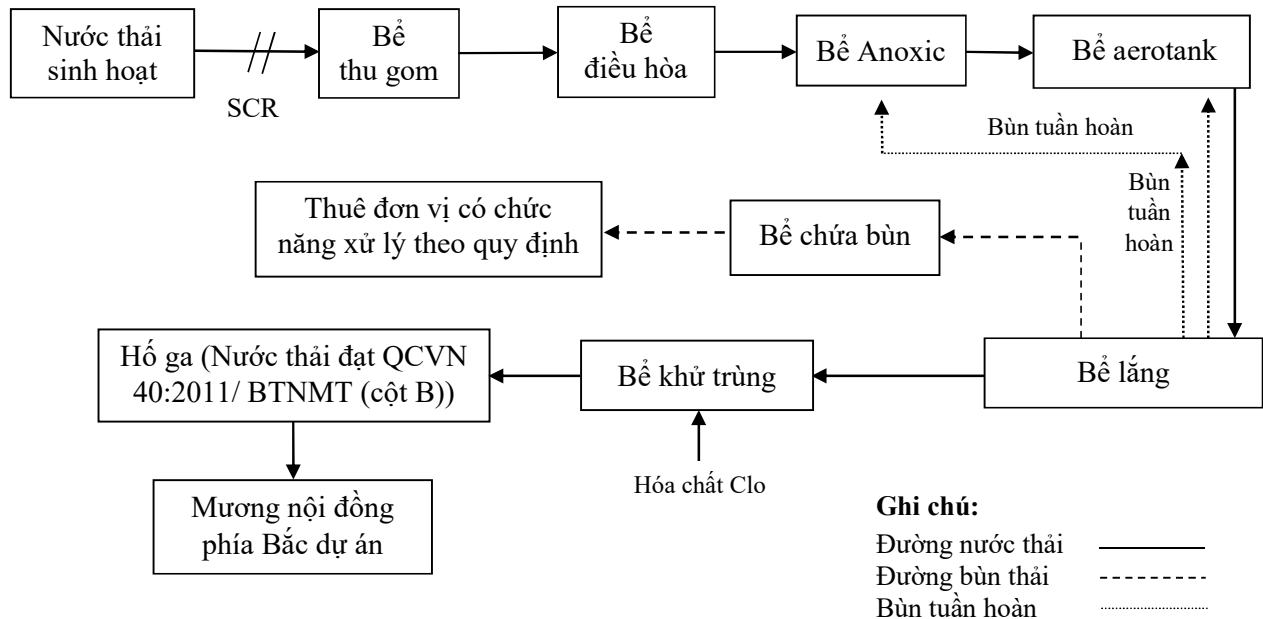 Nước thải
sinh hoạt
SCR
Bể
thu gom
Bể
điều hòa
Bể Anoxic
Bể aerotank
Bùn tuần hoàn
Bùn
tuần
hoàn
Thuê đơn vị có chức
năng xử lý theo quy định
Bể chứa bùn
Hố ga (Nước thải đạt QCVN
40:2011/ BTNMT (cột B))
Bể khử trùng
Bể lắng
Hóa chất Clo
Mương nội đồng
phía Bắc dự án
Ghi chú:
Đường nước thải
Đường bùn thải
Bùn tuần hoàn